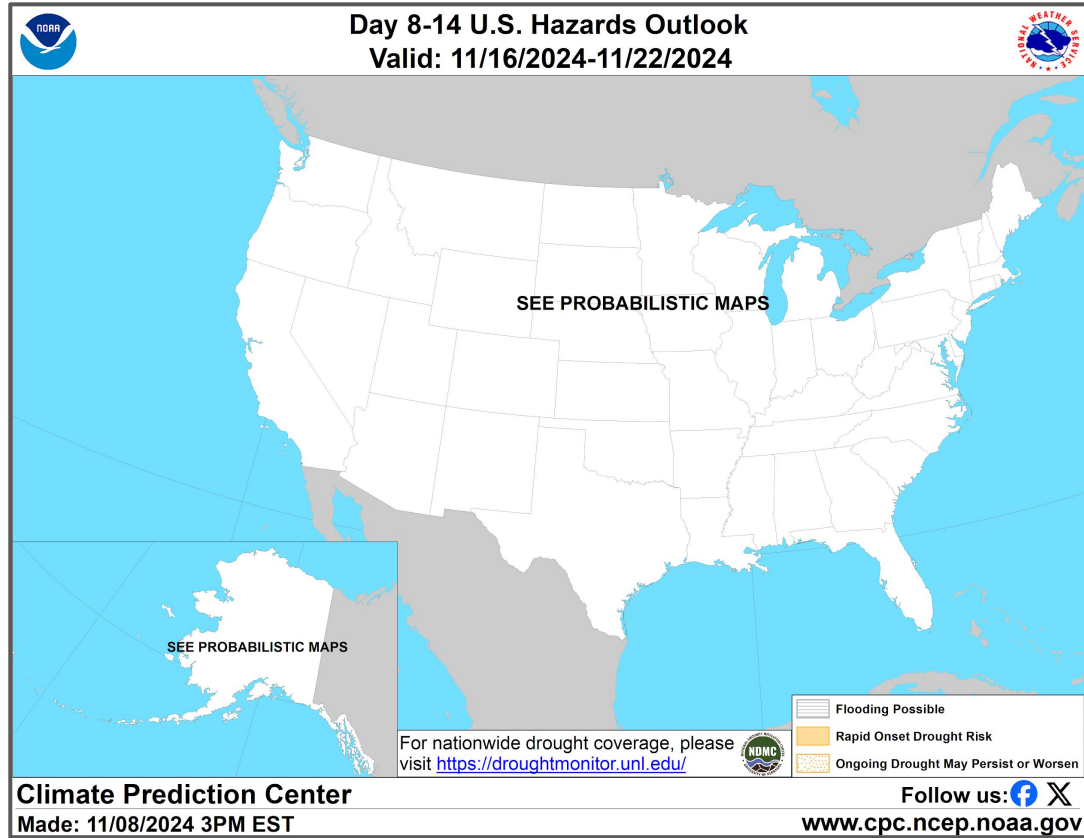 NOAA
Day 8-14 U.S. Hazards Outlook
Valid: 11/16/2024-11/22/2024
NATIONAL WEATHER SERVICE
SEE PROBABILISTIC MAPS
SEE PROBABILISTIC MAPS
For nationwide drought coverage, please
visit https://droughtmonitor.unl.edu/
NDMC
Flooding Possible
Rapid Onset Drought Risk
Ongoing Drought May Persist or Worsen
Climate Prediction Center
Follow us:
Made: 11/08/2024 3PM EST
www.cpc.ncep.noaa.gov